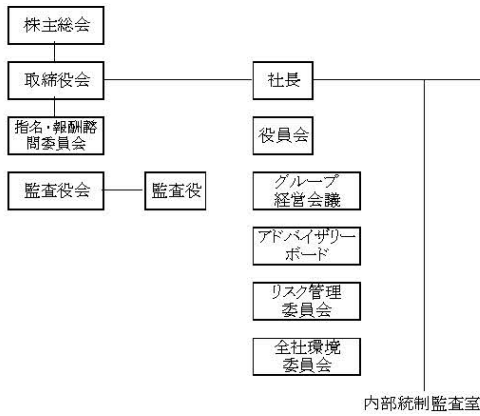 株主総会
取締役会
社長
指名・報酬諮
問委員会
役員会
監査役会
監査役
グループ
経営会議
アドバイザリー
ボード
リスク管理
委員会
全社環境
委員会
内部統制監査室